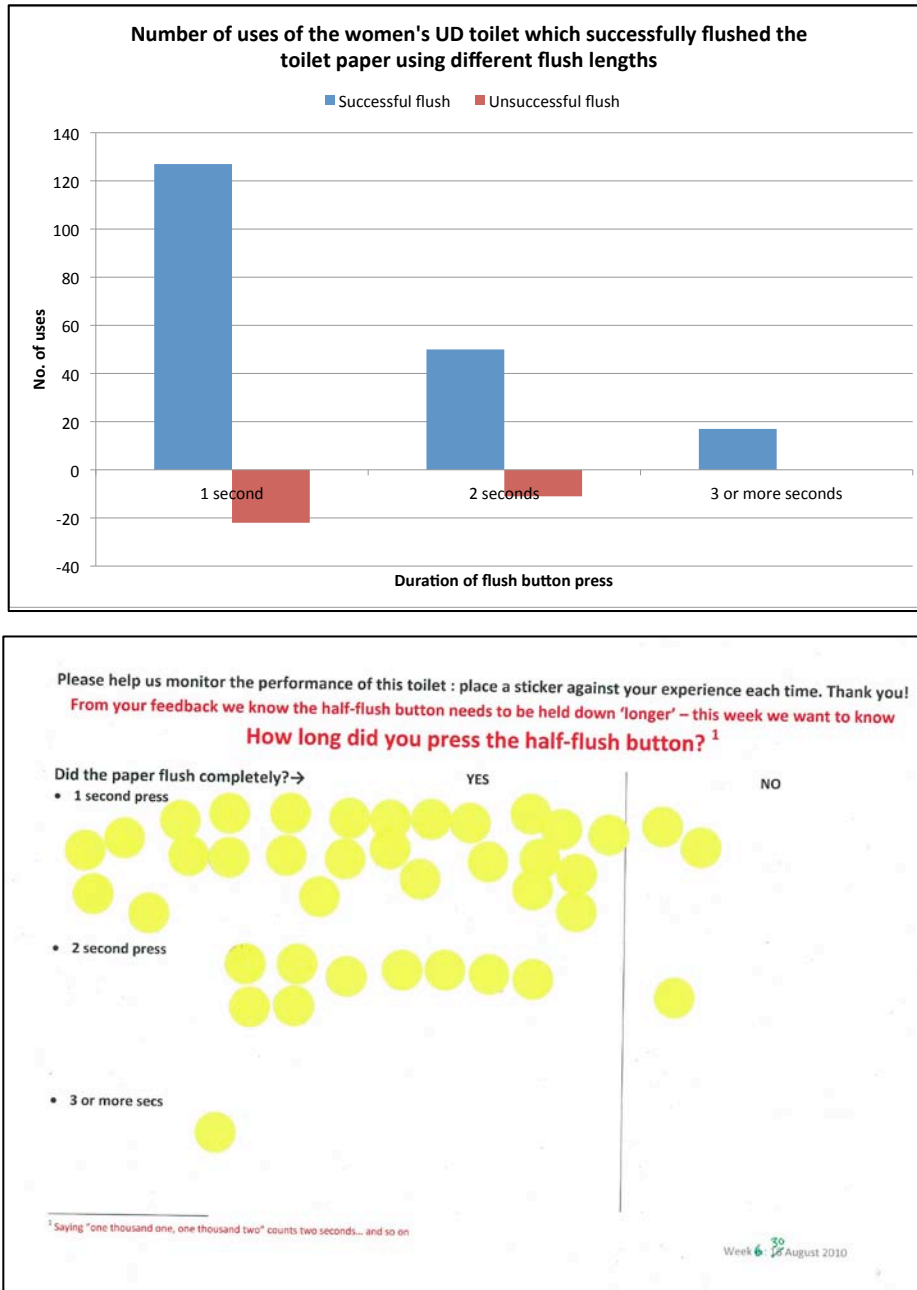 Number of uses of the women's UD toilet which successfully flushed the
toilet paper using different flush lengths
Successful flush Unsuccessful flush
140
120
100
80
60
40
20
0
-20
-40
No. of uses
1 second 2 seconds 3 or more seconds
Duration of flush button press
Please help us monitor the performance of this toilet : place a sticker against your experience each time. Thank you!
From your feedback we know the half-flush button needs to be held down ‘longer’ – this week we want to know
How long did you press the half-flush button? 1
Did the paper flush completely?→ YES NO
• 1 second press
• 2 second press
• 3 or more secs
1 Saying "one thousand one, one thousand two" counts two seconds... and so on
30
Week 6 : August 2010